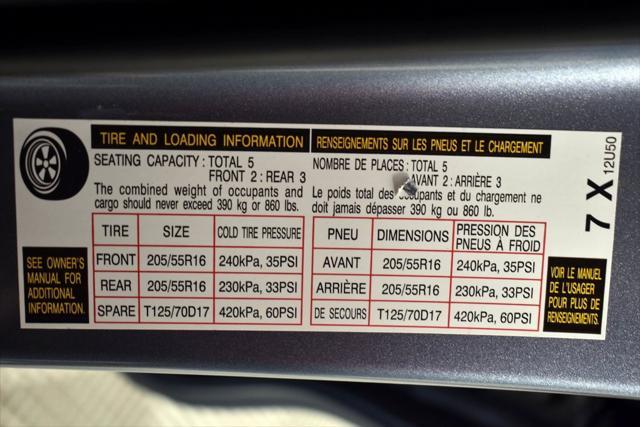 TIRE AND LOADING INFORMATION
SEATING CAPACITY : TOTAL 5
FRONT 2 : REAR 3
The combined weight of occupants and
cargo should never exceed 390 kg or 860 lbs.
TIRE SIZE COLD TIRE PRESSURE
FRONT 205/55R16 240kPa, 35PSI
REAR 205/55R16 230kPa, 33PSI
SPARE T125/70D17 420kPa, 60PSI
SEE OWNER'S
MANUAL FOR
ADDITIONAL
INFORMATION.
RENSEIGNEMENTS SUR LES PNEUS ET LE CHARGEMENT
NOMBRE DE PLACES : TOTAL 5
AVANT 2 : ARRIÈRE 3
Le poids total des occupants et du chargement ne
doit jamais dépasser 390 kg ou 860 lb.
PNEU DIMENSIONS PRESSION DES
PNEUS À FROID
AVANT 205/55R16 240kPa, 35PSI
ARRIÈRE 205/55R16 230kPa, 33PSI
DE SECOURS T125/70D17 420kPa, 60PSI
VOIR LE MANUEL
DE L'USAGER
POUR PLUS DE
RENSEIGNEMENTS.
7 X
12U50